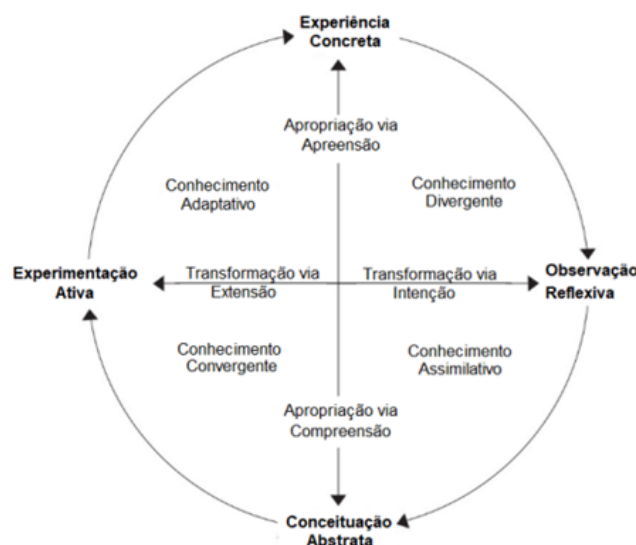 Experiência
Concreta
Apropriação via
Apreensão
Conhecimento
Adaptativo
Conhecimento
Divergente
Experimentação
Ativa
Transformação via
Extensão
Transformação via
Intenção
Observação
Reflexiva
Conhecimento
Convergente
Conhecimento
Assimilativo
Apropriação via
Compreensão
Conceituação
Abstrata